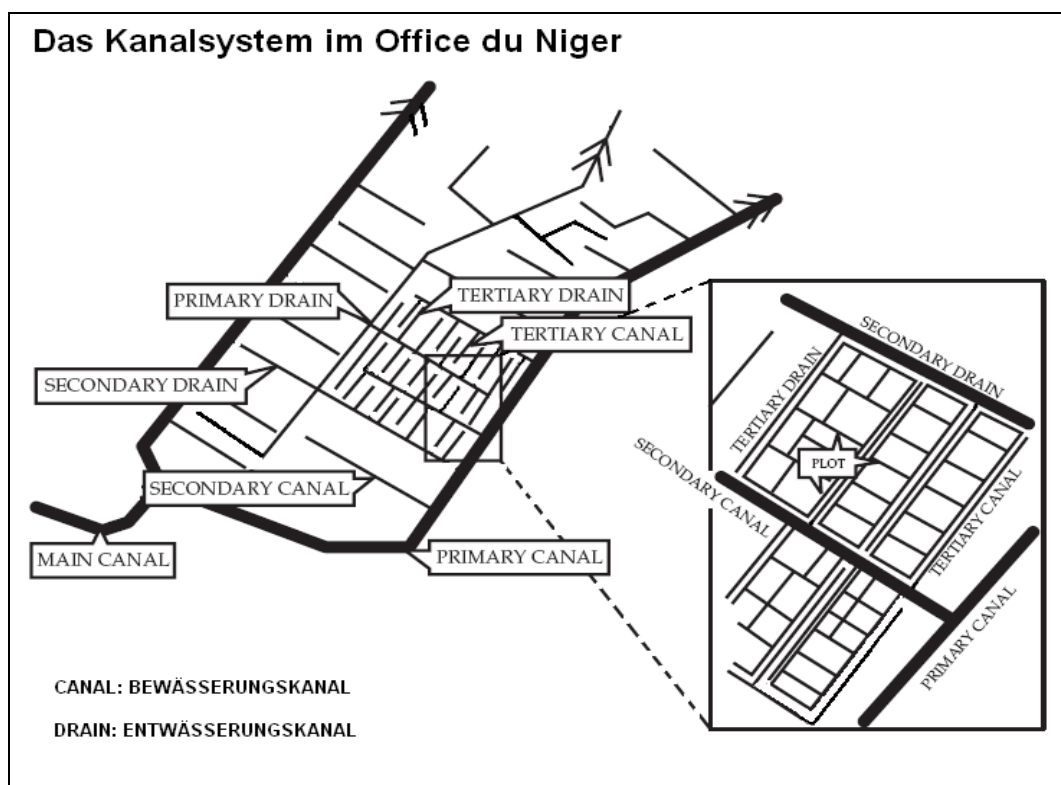 Das Kanalsystem im Office du Niger
PRIMARY DRAIN
TERTIARY DRAIN
TERTIARY CANAL
SECONDARY DRAIN
SECONDARY CANAL
MAIN CANAL
PRIMARY CANAL
SECONDARY DRAIN
TERTIARY DRAIN
PLOT
SECONDARY CANAL
TERTIARY CANAL
PRIMARY CANAL
CANAL: BEWÄSSERUNGSKANAL
DRAIN: ENTWÄSSERUNGSKANAL